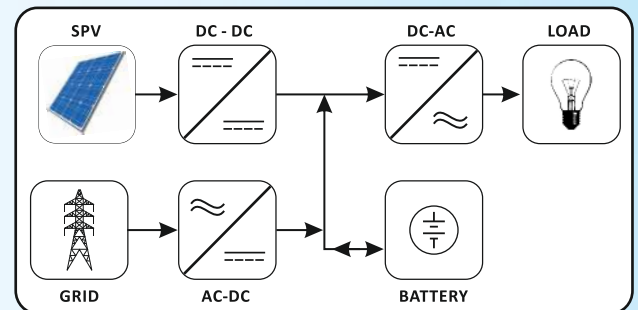 SPV
DC - DC
DC-AC
LOAD
GRID
AC-DC
BATTERY